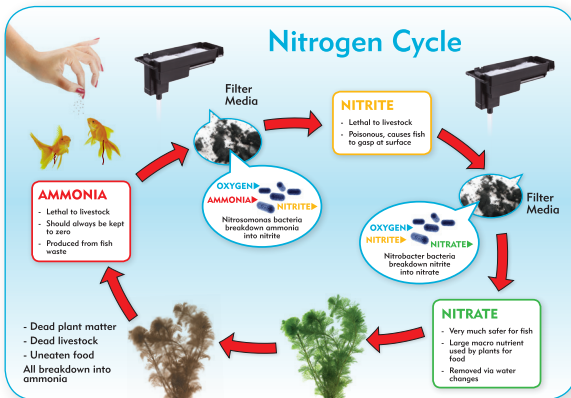 Nitrogen Cycle
Filter
Media
NITRITE
- Lethal to livestock
- Poisonous, causes fish
to gasp at surface
OXYGEN
AMMONIA
NITRITE
Nitrosomonas bacteria
breakdown ammonia
into nitrite
AMMONIA
- Lethal to livestock
- Should always be kept
to zero
- Produced from fish
waste
Filter
Media
OXYGEN
NITRITE
NITRATE
Nitrobacter bacteria
breakdown nitrite
into nitrate
NITRATE
- Very much safer for fish
- Large macro nutrient
used by plants for
food
- Removed via water
changes
- Dead plant matter
- Dead livestock
- Uneaten food
All breakdown into
ammonia